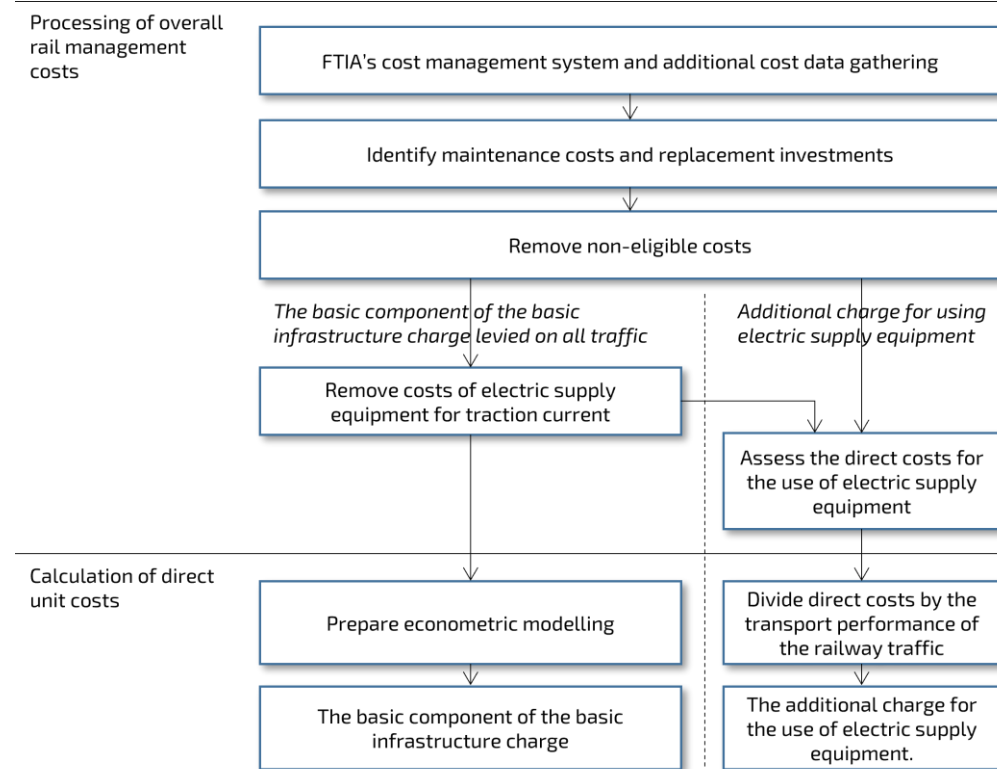 Processing of overall
rail management
costs
FTIA's cost management system and additional cost data gathering
Identify maintenance costs and replacement investments
Remove non-eligible costs
The basic component of the basic
infrastructure charge levied on all traffic
Additional charge for using
electric supply equipment
Remove costs of electric supply
equipment for traction current
Assess the direct costs for
the use of electric supply
equipment
Calculation of direct
unit costs
Prepare econometric modelling
Divide direct costs by the
transport performance of
the railway traffic
The basic component of the basic
infrastructure charge
The additional charge for
the use of electric supply
equipment.